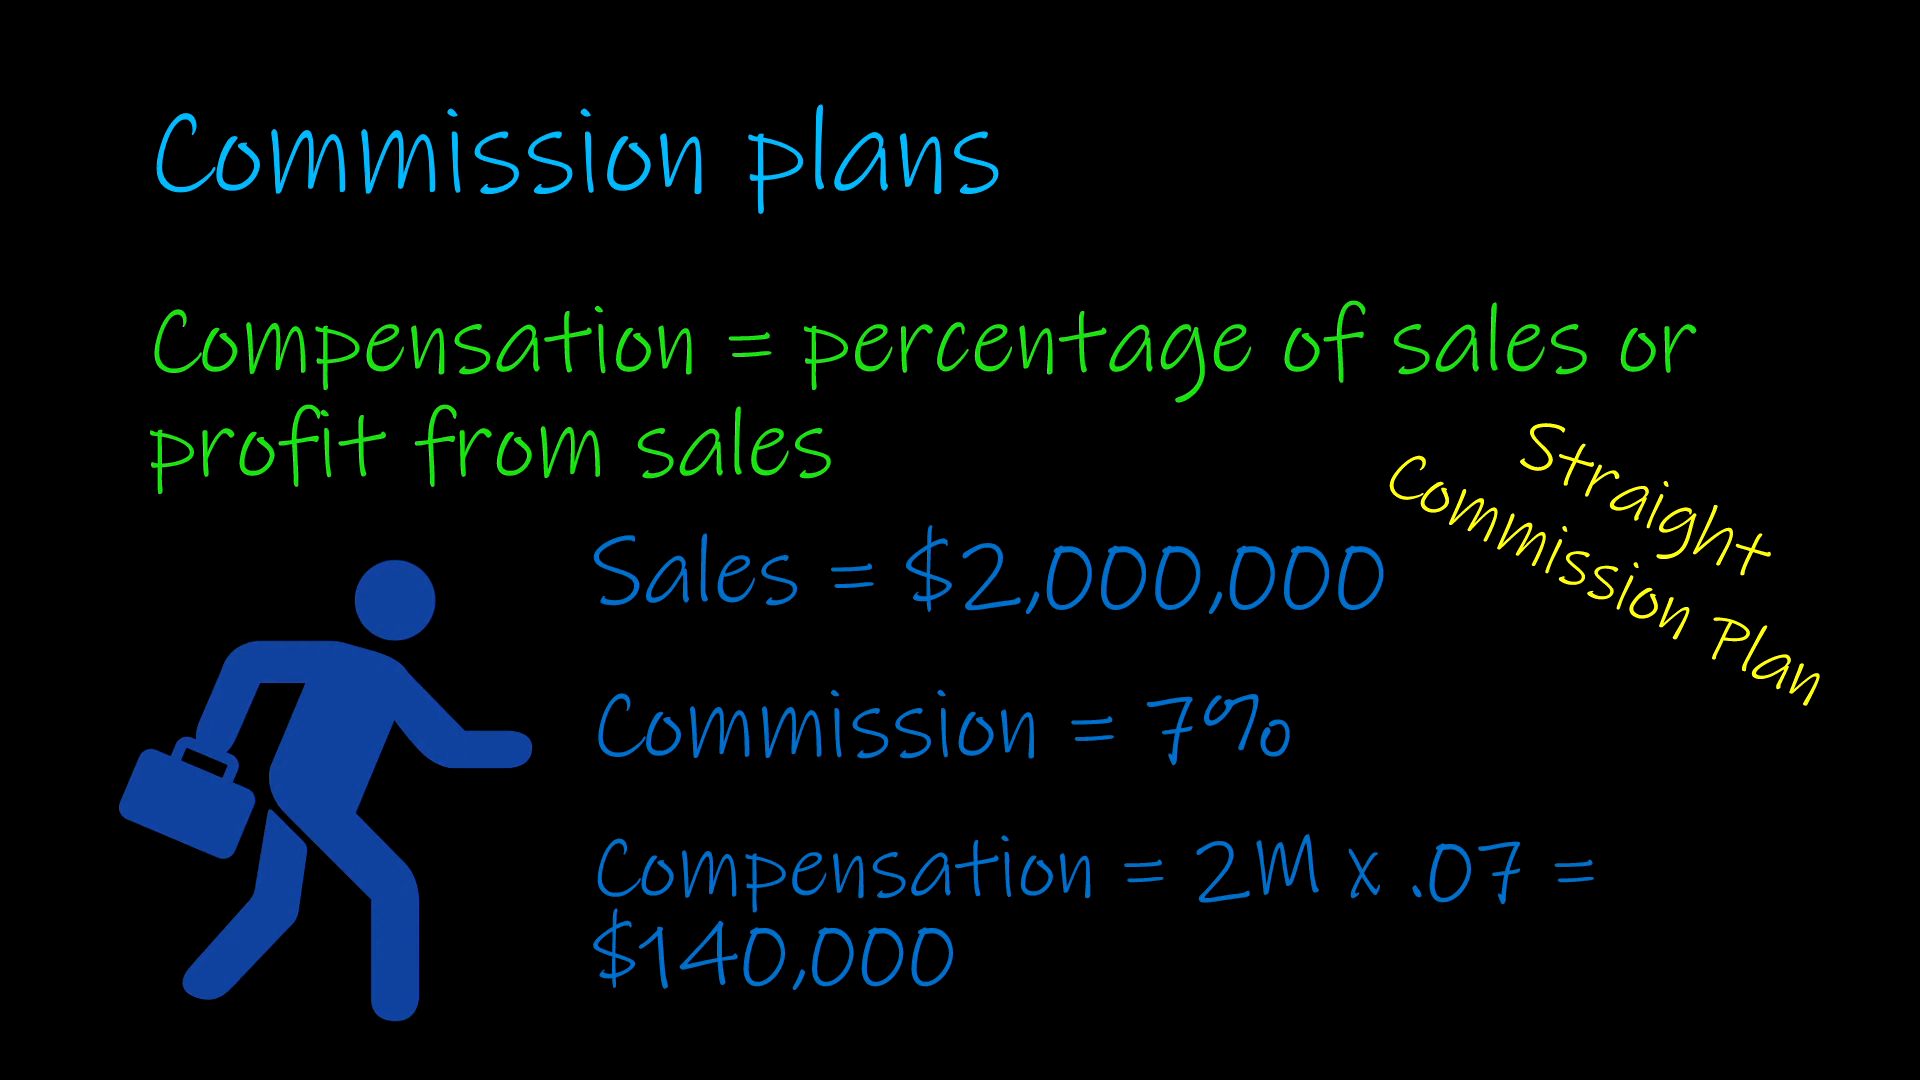 Commission plans
Compensation = percentage of sales or
profit from sales
Straight
Commission Plan
Sales = $2,000,000
Commission = 7%
Compensation = 2M x .07 =
$140,000